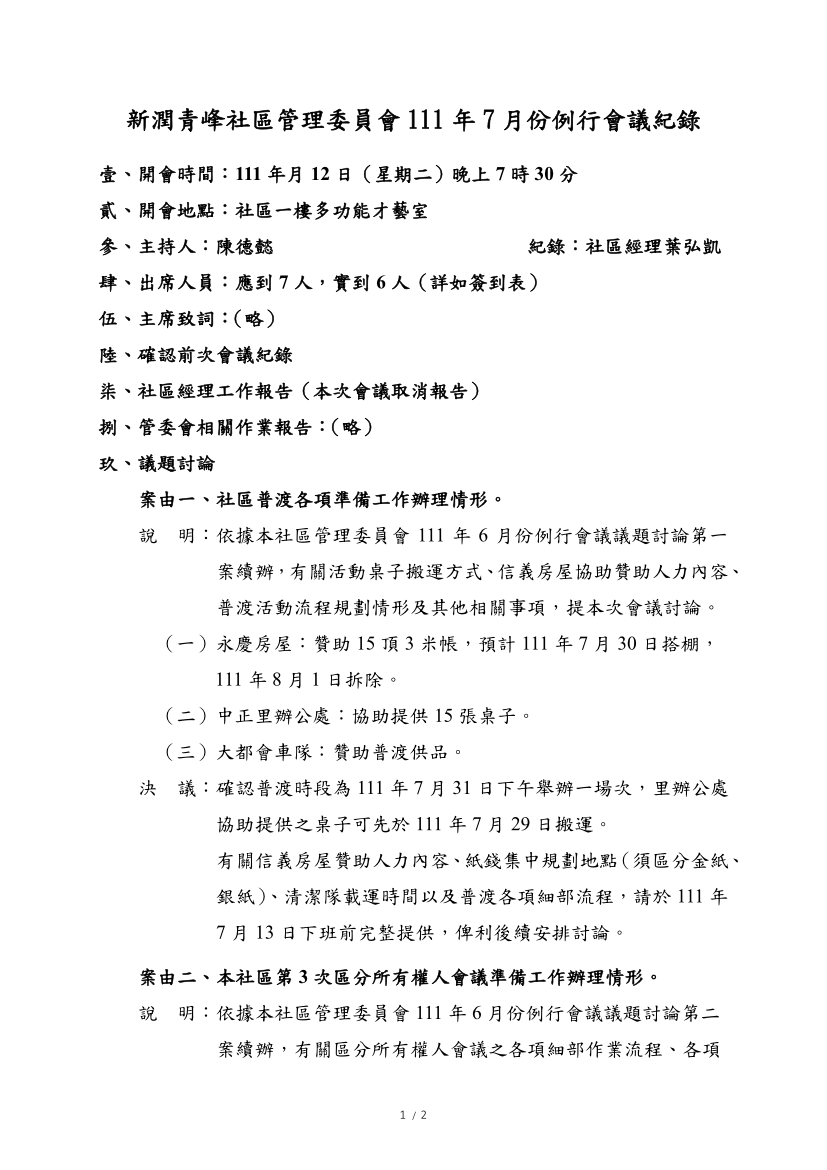 新潤青峰社區管理委員會 111 年 7 月份例行會議紀錄
壹、開會時間：111 年月 12 日（星期二）晚上 7 時 30 分
貳、開會地點：社區一樓多功能才藝室
參、主持人：陳德懿 紀錄：社區經理葉弘凱
肆、出席人員：應到 7 人，實到 6 人（詳如簽到表）
伍、主席致詞：（略）
陸、確認前次會議紀錄
柒、社區經理工作報告（本次會議取消報告）
捌、管委會相關作業報告：（略）
玖、議題討論
案由一、社區普渡各項準備工作辦理情形。
說　明：依據本社區管理委員會 111 年 6 月份例行會議議題討論第一
案續辦，有關活動桌子搬運方式、信義房屋協助贊助人力內容、
普渡活動流程規劃情形及其他相關事項，提本次會議討論。
（一）永慶房屋：贊助 15 頂 3 米帳，預計 111 年 7 月 30 日搭棚，
111 年 8 月 1 日拆除。
（二）中正里辦公處：協助提供 15 張桌子。
（三）大都會車隊：贊助普渡供品。
決　議：確認普渡時段為 111 年 7 月 31 日下午舉辦一場次，里辦公處
協助提供之桌子可先於 111 年 7 月 29 日搬運。
有關信義房屋贊助人力內容、紙錢集中規劃地點（須區分金紙、
銀紙）、清潔隊載運時間以及普渡各項細部流程，請於 111 年
7 月 13 日下班前完整提供，俾利後續安排討論。
案由二、本社區第 3 次區分所有權人會議準備工作辦理情形。
說　明：依據本社區管理委員會 111 年 6 月份例行會議議題討論第二
案續辦，有關區分所有權人會議之各項細部作業流程、各項
1 / 2